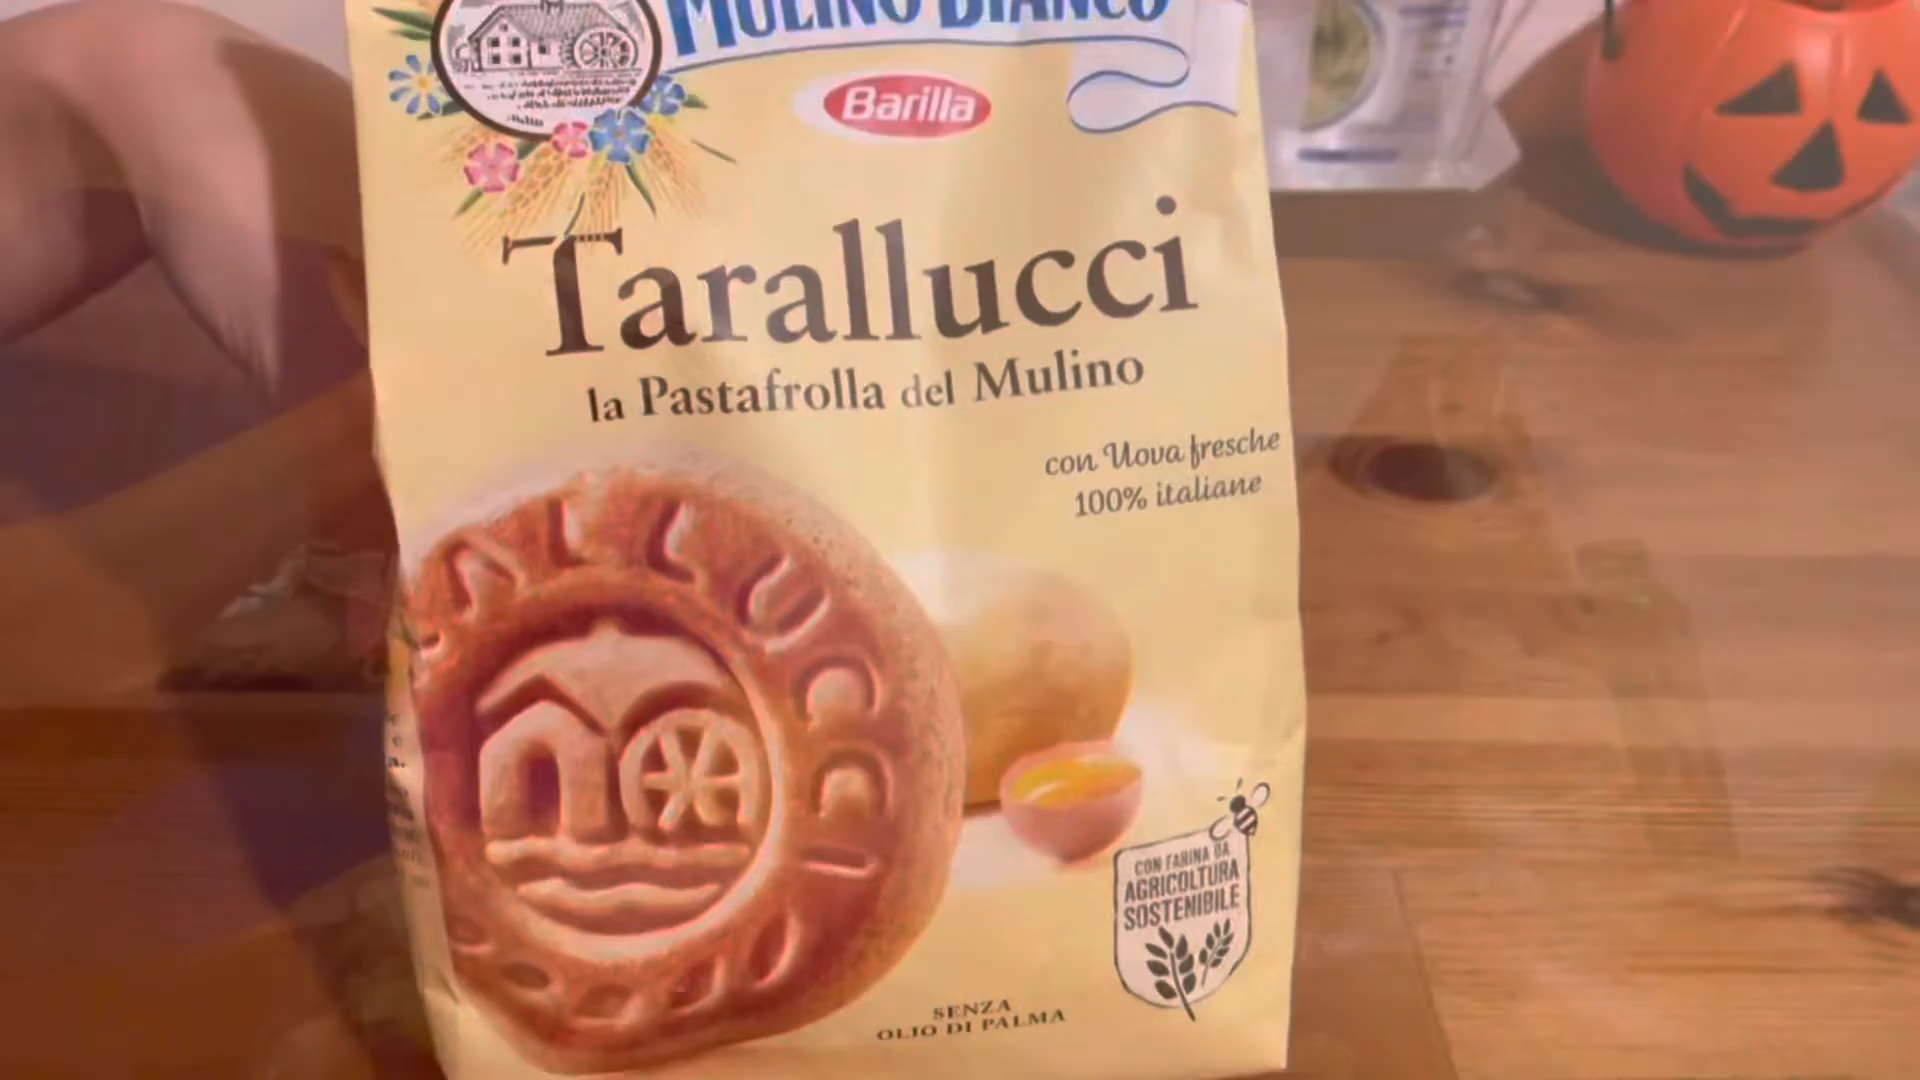 MULINO BIANCO
Barilla
Tarallucci
la Pastafrolla del Mulino
con Uova fresche
100% italiane
CON FARINA DA
AGRICOLTURA
SOSTENIBILE
SENZA
OLIO DI PALMA